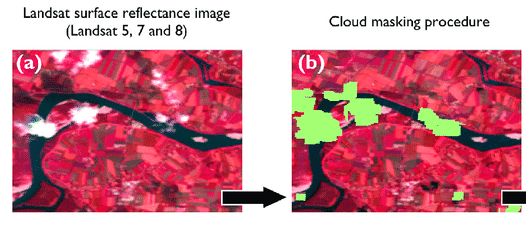 Landsat surface reflectance image
(Landsat 5, 7 and 8)
Cloud masking procedure
(a)
(b)